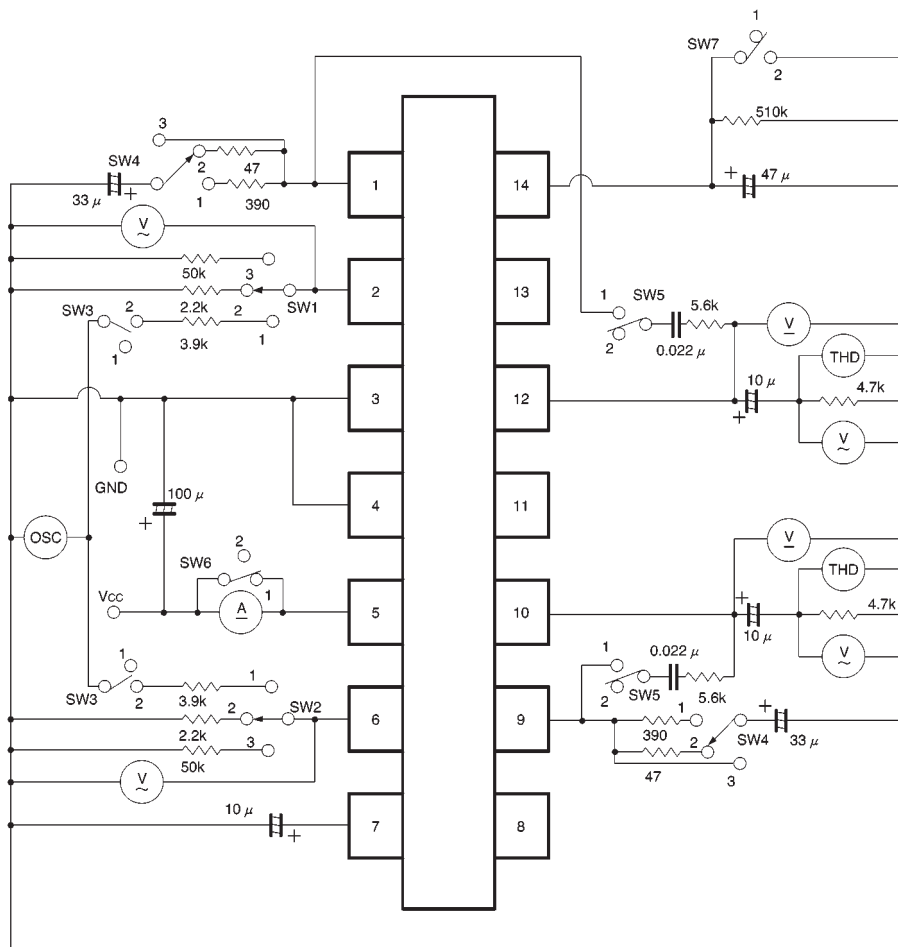 1
SW7
2
510k
+
47 μ
14
3
SW4
2
47
+
33 μ
1
390
1
V
~
50k
3
2.2k
SW1
2
SW3
2
2
1
3.9k
1
13
1
SW5
5.6k
2
0.022 μ
V
THD
10 μ
4.7k
+
V
~
12
3
GND
100 μ
+
4
11
OSC
SW6
2
1
VCC
A
5
10
V
THD
+
4.7k
10 μ
V
~
1
0.022 μ
SW5
2
5.6k
1
SW3
2
3.9k
1
2
SW2
2.2k
3
50k
6
9
1
390
2
SW4
+
33 μ
47
3
V
~
10 μ
+
7
8